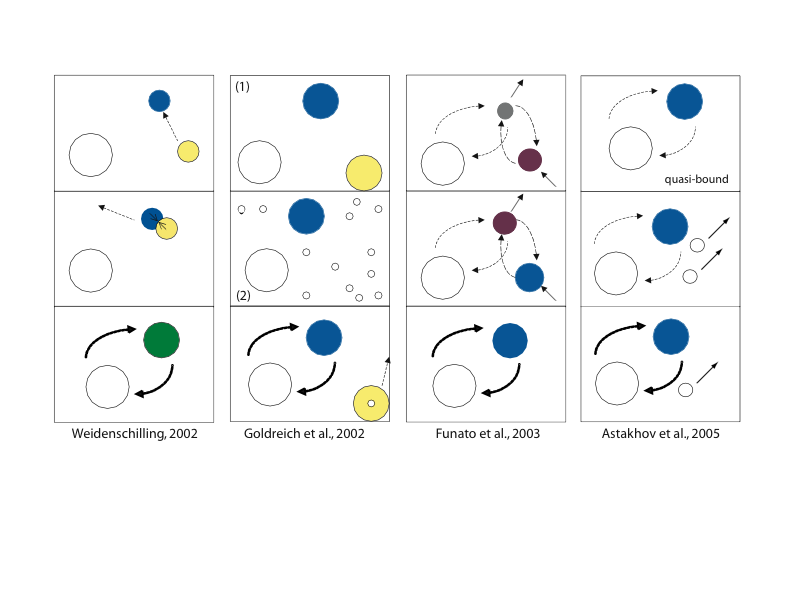 (1)
quasi-bound
(2)
Weidenschilling, 2002
Goldreich et al., 2002
Funato et al., 2003
Astakhov et al., 2005